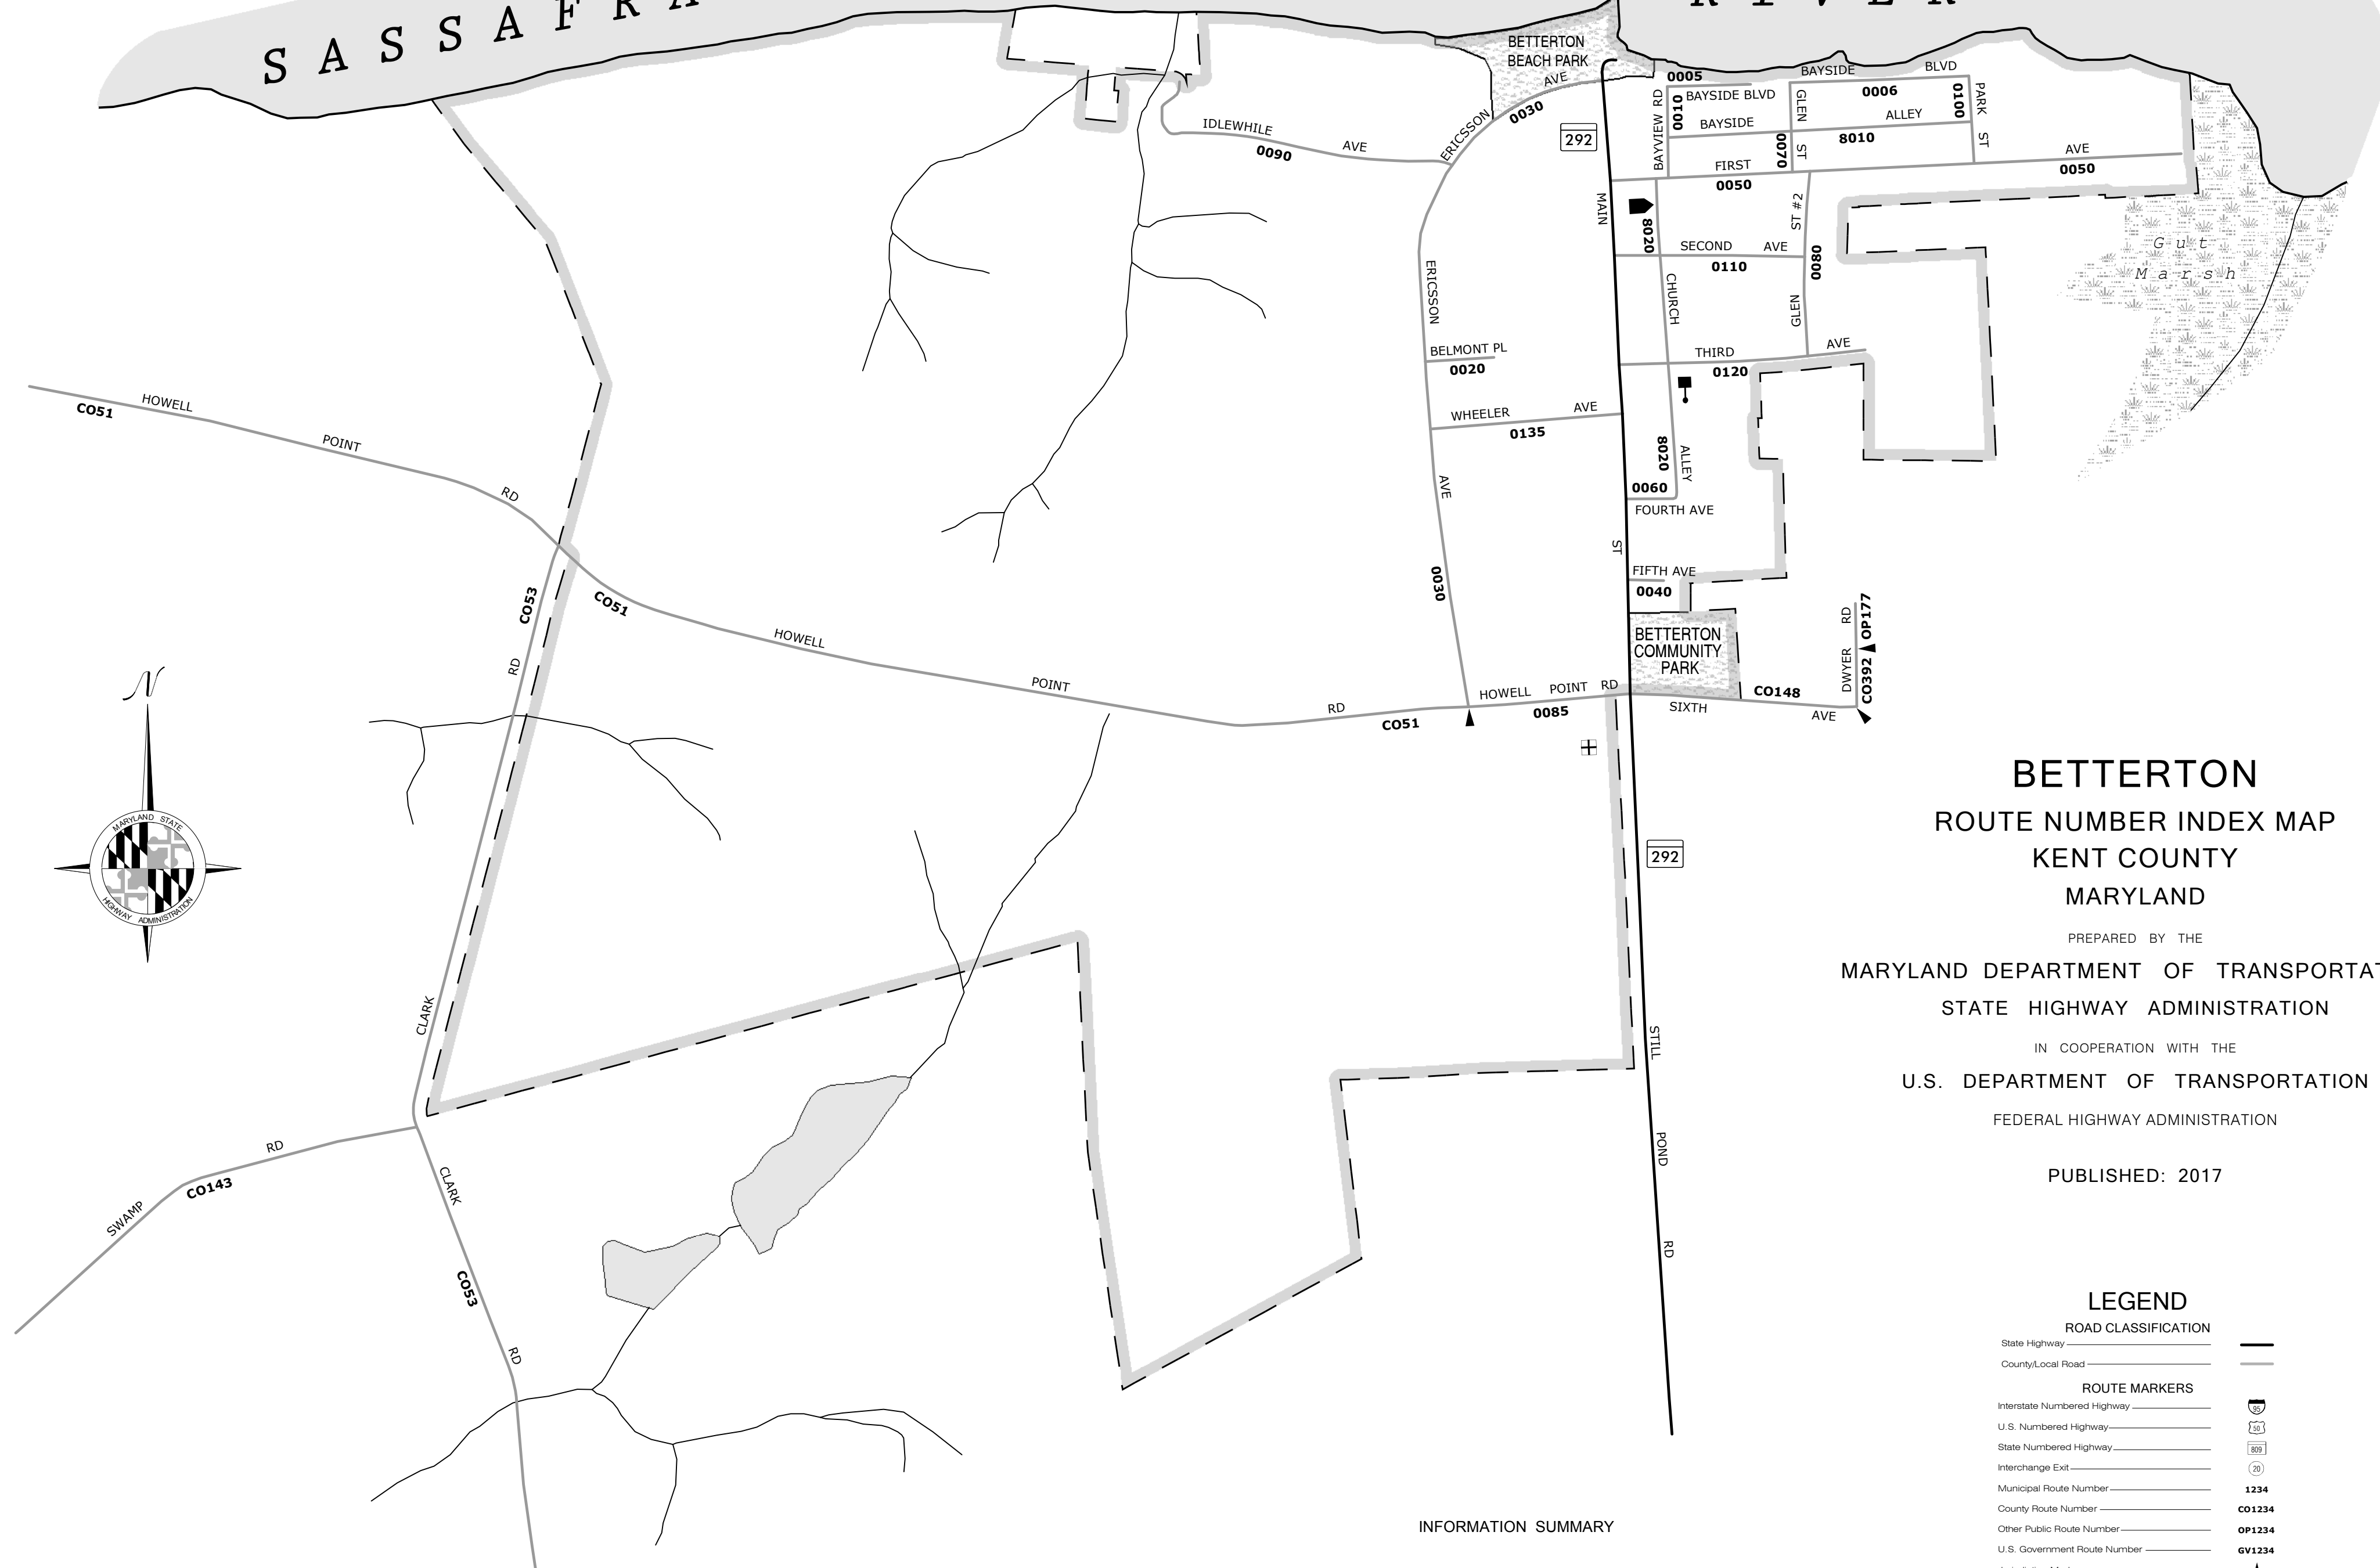 SASSAFRA
RIVER
BETTERTON
BEACH PARK
AVE
0030
ERICSSON
IDLEWHILE
AVE
0090
292
0005
BAYSIDE BLVD
BAYVIEW RD
0010
BAYSIDE BLVD
GLEN
ST
0070
0006
0100
PARK
ST
BAYSIDE ALLEY
8010
FIRST
0050
AVE
0050
MAIN
8020
ST #2
SECOND AVE
0110
0080
GLEN
CHURCH
Gut
Marsh
ERICSSON
BELMONT PL
0020
THIRD
0120
AVE
WHEELER AVE
0135
8020
ALLEY
0060
FOURTH AVE
AVE
ST
FIFTH AVE
0040
0030
BETTERTON
COMMUNITY
PARK
DWYER RD
CO392
OP177
HOWELL
CO51
POINT
RD
CO53
RD
CO51
HOWELL
POINT
RD
CO51
HOWELL POINT RD
0085
CO148
SIXTH
AVE
N
MARYLAND STATE
HIGHWAY ADMINISTRATION
292
CLARK
STILL
POND
RD
RD
CO143
SWAMP
CLARK
CO53
RD
BETTERTON
ROUTE NUMBER INDEX MAP
KENT COUNTY
MARYLAND
PREPARED BY THE
MARYLAND DEPARTMENT OF TRANSPORTAT
STATE HIGHWAY ADMINISTRATION
IN COOPERATION WITH THE
U.S. DEPARTMENT OF TRANSPORTATION
FEDERAL HIGHWAY ADMINISTRATION
PUBLISHED: 2017
LEGEND
ROAD CLASSIFICATION
State Highway
County/Local Road
ROUTE MARKERS
Interstate Numbered Highway 95
U.S. Numbered Highway 50
State Numbered Highway 809
Interchange Exit 20
Municipal Route Number 1234
County Route Number CO1234
Other Public Route Number OP1234
U.S. Government Route Number GV1234
INFORMATION SUMMARY